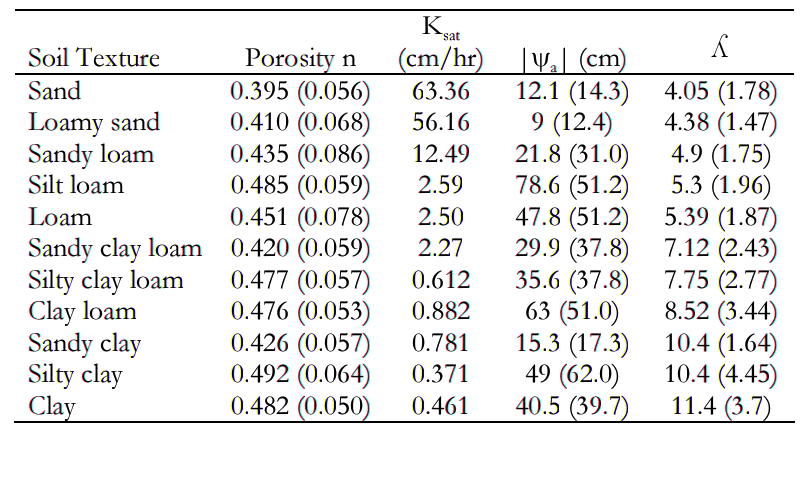 Soil Texture Porosity n K_sat (cm/hr) |ψ_a| (cm) ʎ
Sand 0.395 (0.056) 63.36 12.1 (14.3) 4.05 (1.78)
Loamy sand 0.410 (0.068) 56.16 9 (12.4) 4.38 (1.47)
Sandy loam 0.435 (0.086) 12.49 21.8 (31.0) 4.9 (1.75)
Silt loam 0.485 (0.059) 2.59 78.6 (51.2) 5.3 (1.96)
Loam 0.451 (0.078) 2.50 47.8 (51.2) 5.39 (1.87)
Sandy clay loam 0.420 (0.059) 2.27 29.9 (37.8) 7.12 (2.43)
Silty clay loam 0.477 (0.057) 0.612 35.6 (37.8) 7.75 (2.77)
Clay loam 0.476 (0.053) 0.882 63 (51.0) 8.52 (3.44)
Sandy clay 0.426 (0.057) 0.781 15.3 (17.3) 10.4 (1.64)
Silty clay 0.492 (0.064) 0.371 49 (62.0) 10.4 (4.45)
Clay 0.482 (0.050) 0.461 40.5 (39.7) 11.4 (3.7)